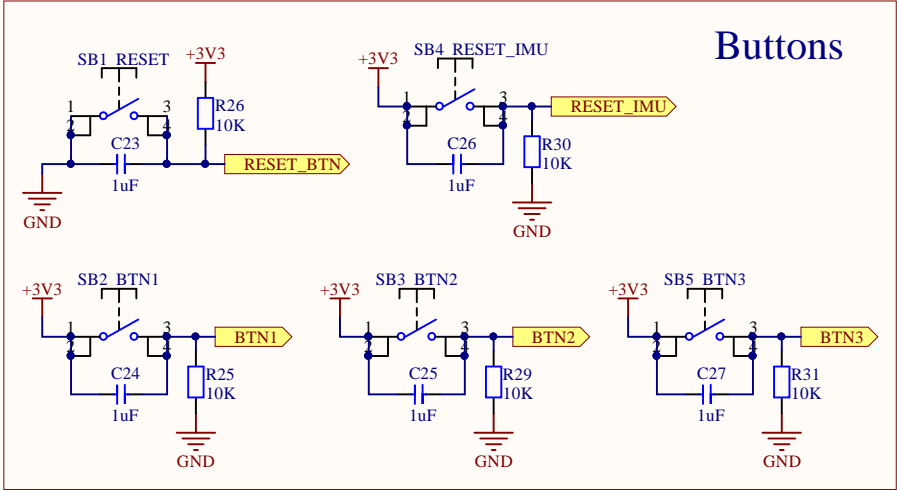 Buttons
SB1_RESET
+3V3
1
3
2
4
R26
10K
C23
1uF
RESET_BTN
GND
SB4_RESET_IMU
+3V3
1
3
2
4
RESET_IMU
C26
1uF
R30
10K
GND
SB2_BTN1
+3V3
1
3
2
4
BTN1
C24
1uF
R25
10K
GND
SB3_BTN2
+3V3
1
3
2
4
BTN2
C25
1uF
R29
10K
GND
SB5_BTN3
+3V3
1
3
2
4
BTN3
C27
1uF
R31
10K
GND